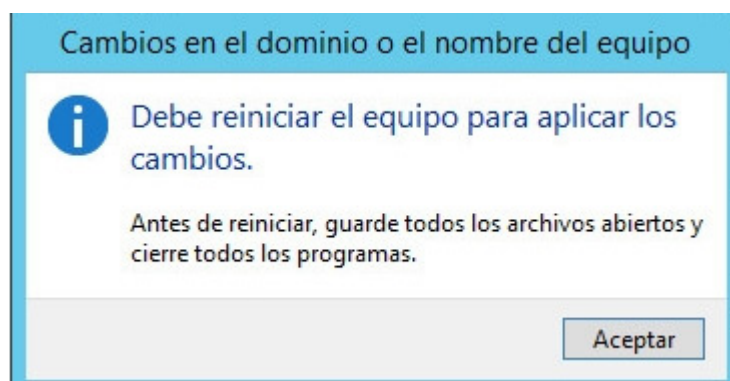 Cambios en el dominio o el nombre del equipo
Debe reiniciar el equipo para aplicar los
cambios.
Antes de reiniciar, guarde todos los archivos abiertos y
cierre todos los programas.
Aceptar